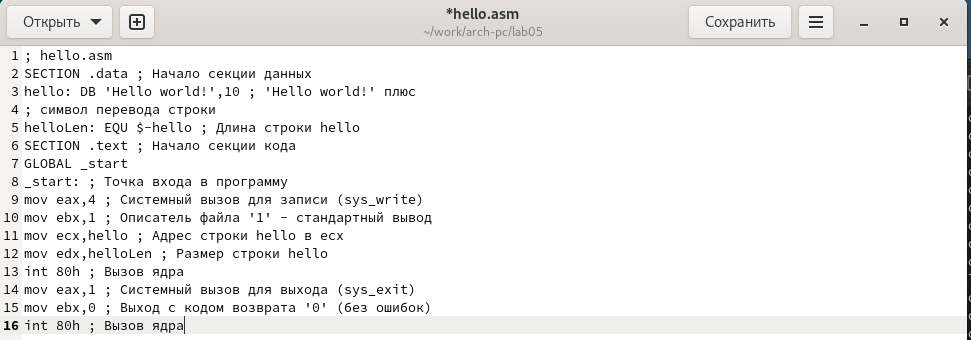 Открыть
*hello.asm
~/work/arch-pc/lab05
Сохранить
1 ; hello.asm
2 SECTION .data ; Начало секции данных
3 hello: DB 'Hello world!',10 ; 'Hello world!' плюс
4 ; символ перевода строки
5 helloLen: EQU $-hello ; Длина строки hello
6 SECTION .text ; Начало секции кода
7 GLOBAL _start
8 _start: ; Точка входа в программу
9 mov eax,4 ; Системный вызов для записи (sys_write)
10 mov ebx,1 ; Описатель файла '1' - стандартный вывод
11 mov ecx,hello ; Адрес строки hello в ecx
12 mov edx,helloLen ; Размер строки hello
13 int 80h ; Вызов ядра
14 mov eax,1 ; Системный вызов для выхода (sys_exit)
15 mov ebx,0 ; Выход с кодом возврата '0' (без ошибок)
16 int 80h ; Вызов ядра